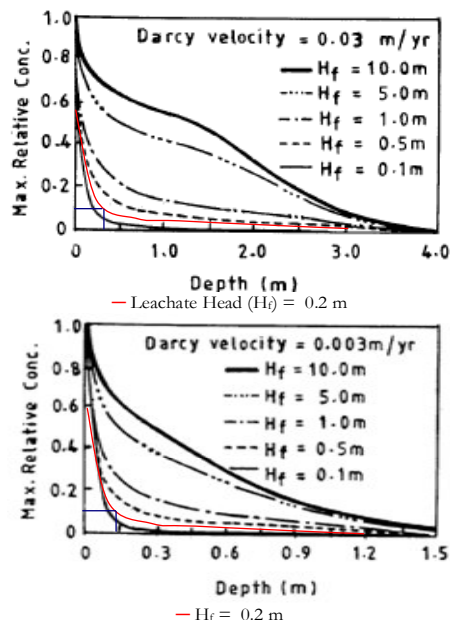 Max. Relative Conc.
1.0
0.8
0.6
0.4
0.2
0
Darcy velocity = 0.03 m/yr
Hf = 10.0m
Hf = 5.0m
Hf = 1.0m
Hf = 0.5m
Hf = 0.1m
0 1.0 2.0 3.0 4.0
Depth (m)
Leachate Head (Hf) = 0.2 m
Max. Relative Conc.
1.0
0.8
0.6
0.4
0.2
0
Darcy velocity = 0.003m/yr
Hf = 10.0m
Hf = 5.0m
Hf = 1.0m
Hf = 0.5m
Hf = 0.1m
0 0.3 0.6 0.9 1.2 1.5
Depth (m)
Hf = 0.2 m